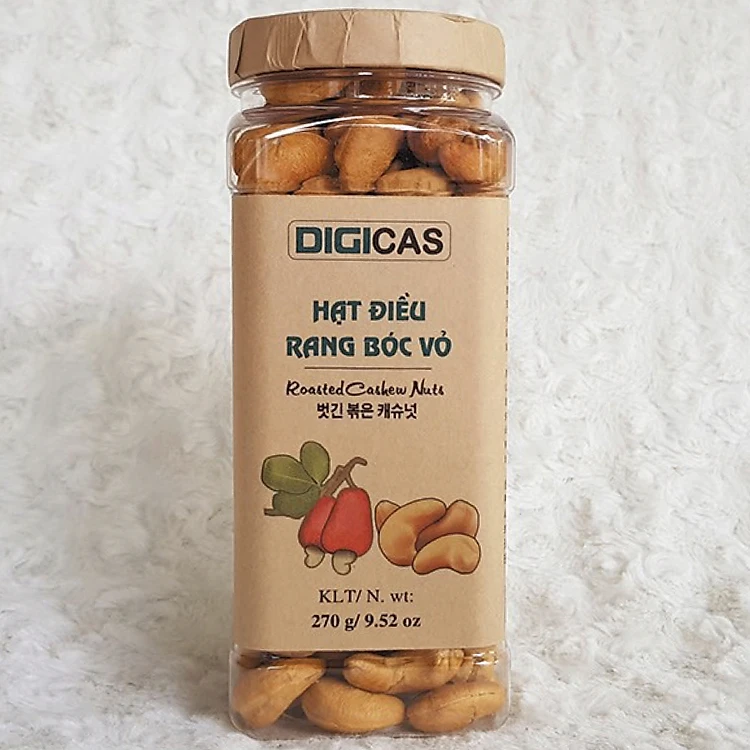 DIGICAS
HẠT ĐIỀU
RANG BÓC VỎ
Roasted Cashew Nuts
벗긴 볶은 캐슈넛
KLT/ N. wt:
270 g/ 9.52 oz